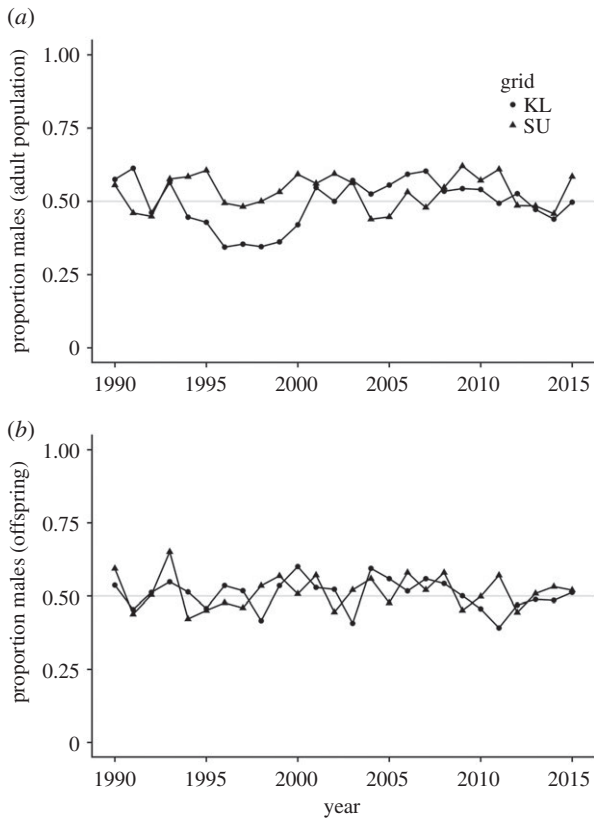 (a)
1.00
0.75
0.50
0.25
0
proportion males (adult population)
grid
KL
SU
1990 1995 2000 2005 2010 2015
(b)
1.00
0.75
0.50
0.25
0
proportion males (offspring)
1990 1995 2000 2005 2010 2015
year